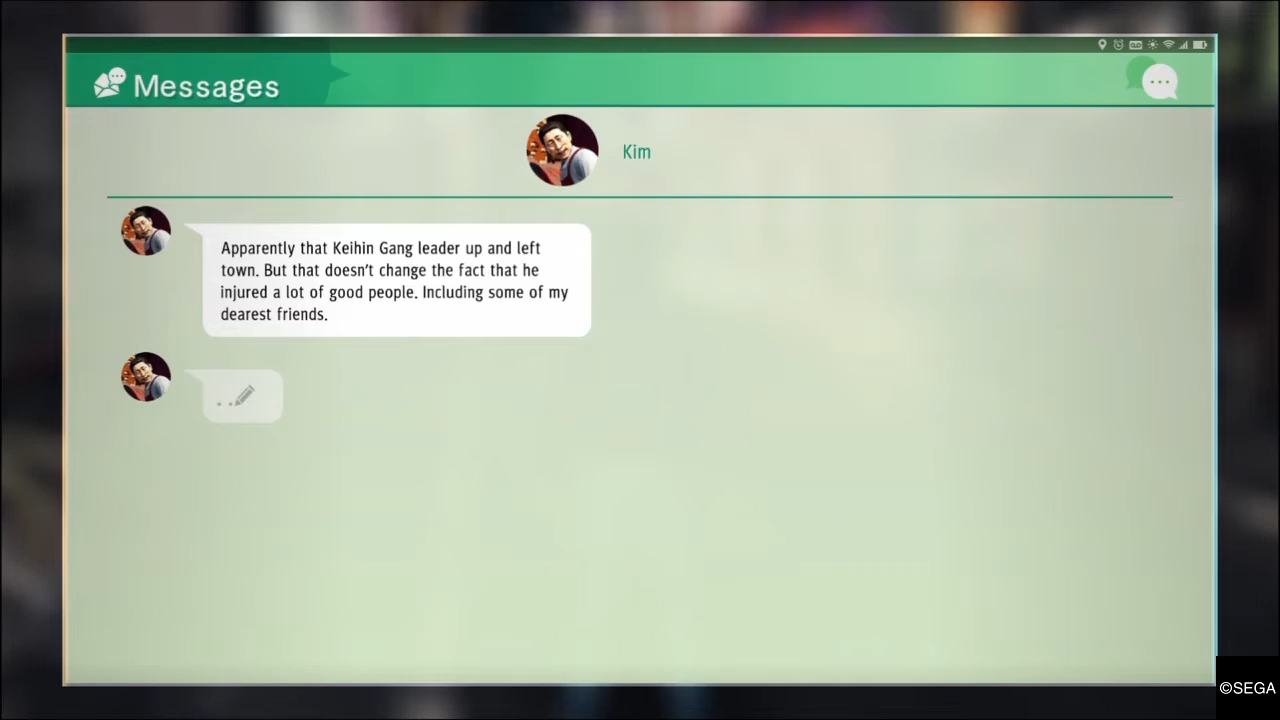 Messages
Kim
Apparently that Keihin Gang leader up and left
town. But that doesn't change the fact that he
injured a lot of good people. Including some of my
dearest friends.
©SEGA